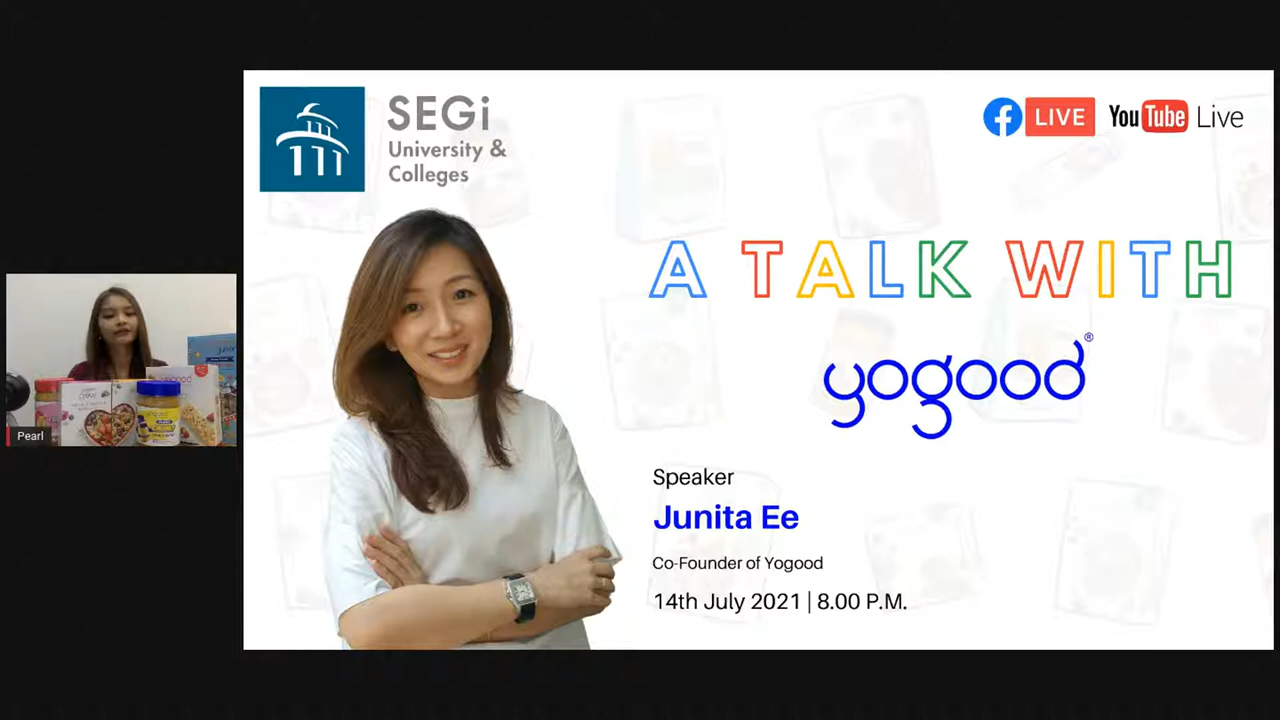 SEGi
University &
Colleges
LIVE
YouTube Live
A TALK WITH
yogood®
Speaker
Junita Ee
Co-Founder of Yogood
14th July 2021 | 8.00 P.M.
Pearl